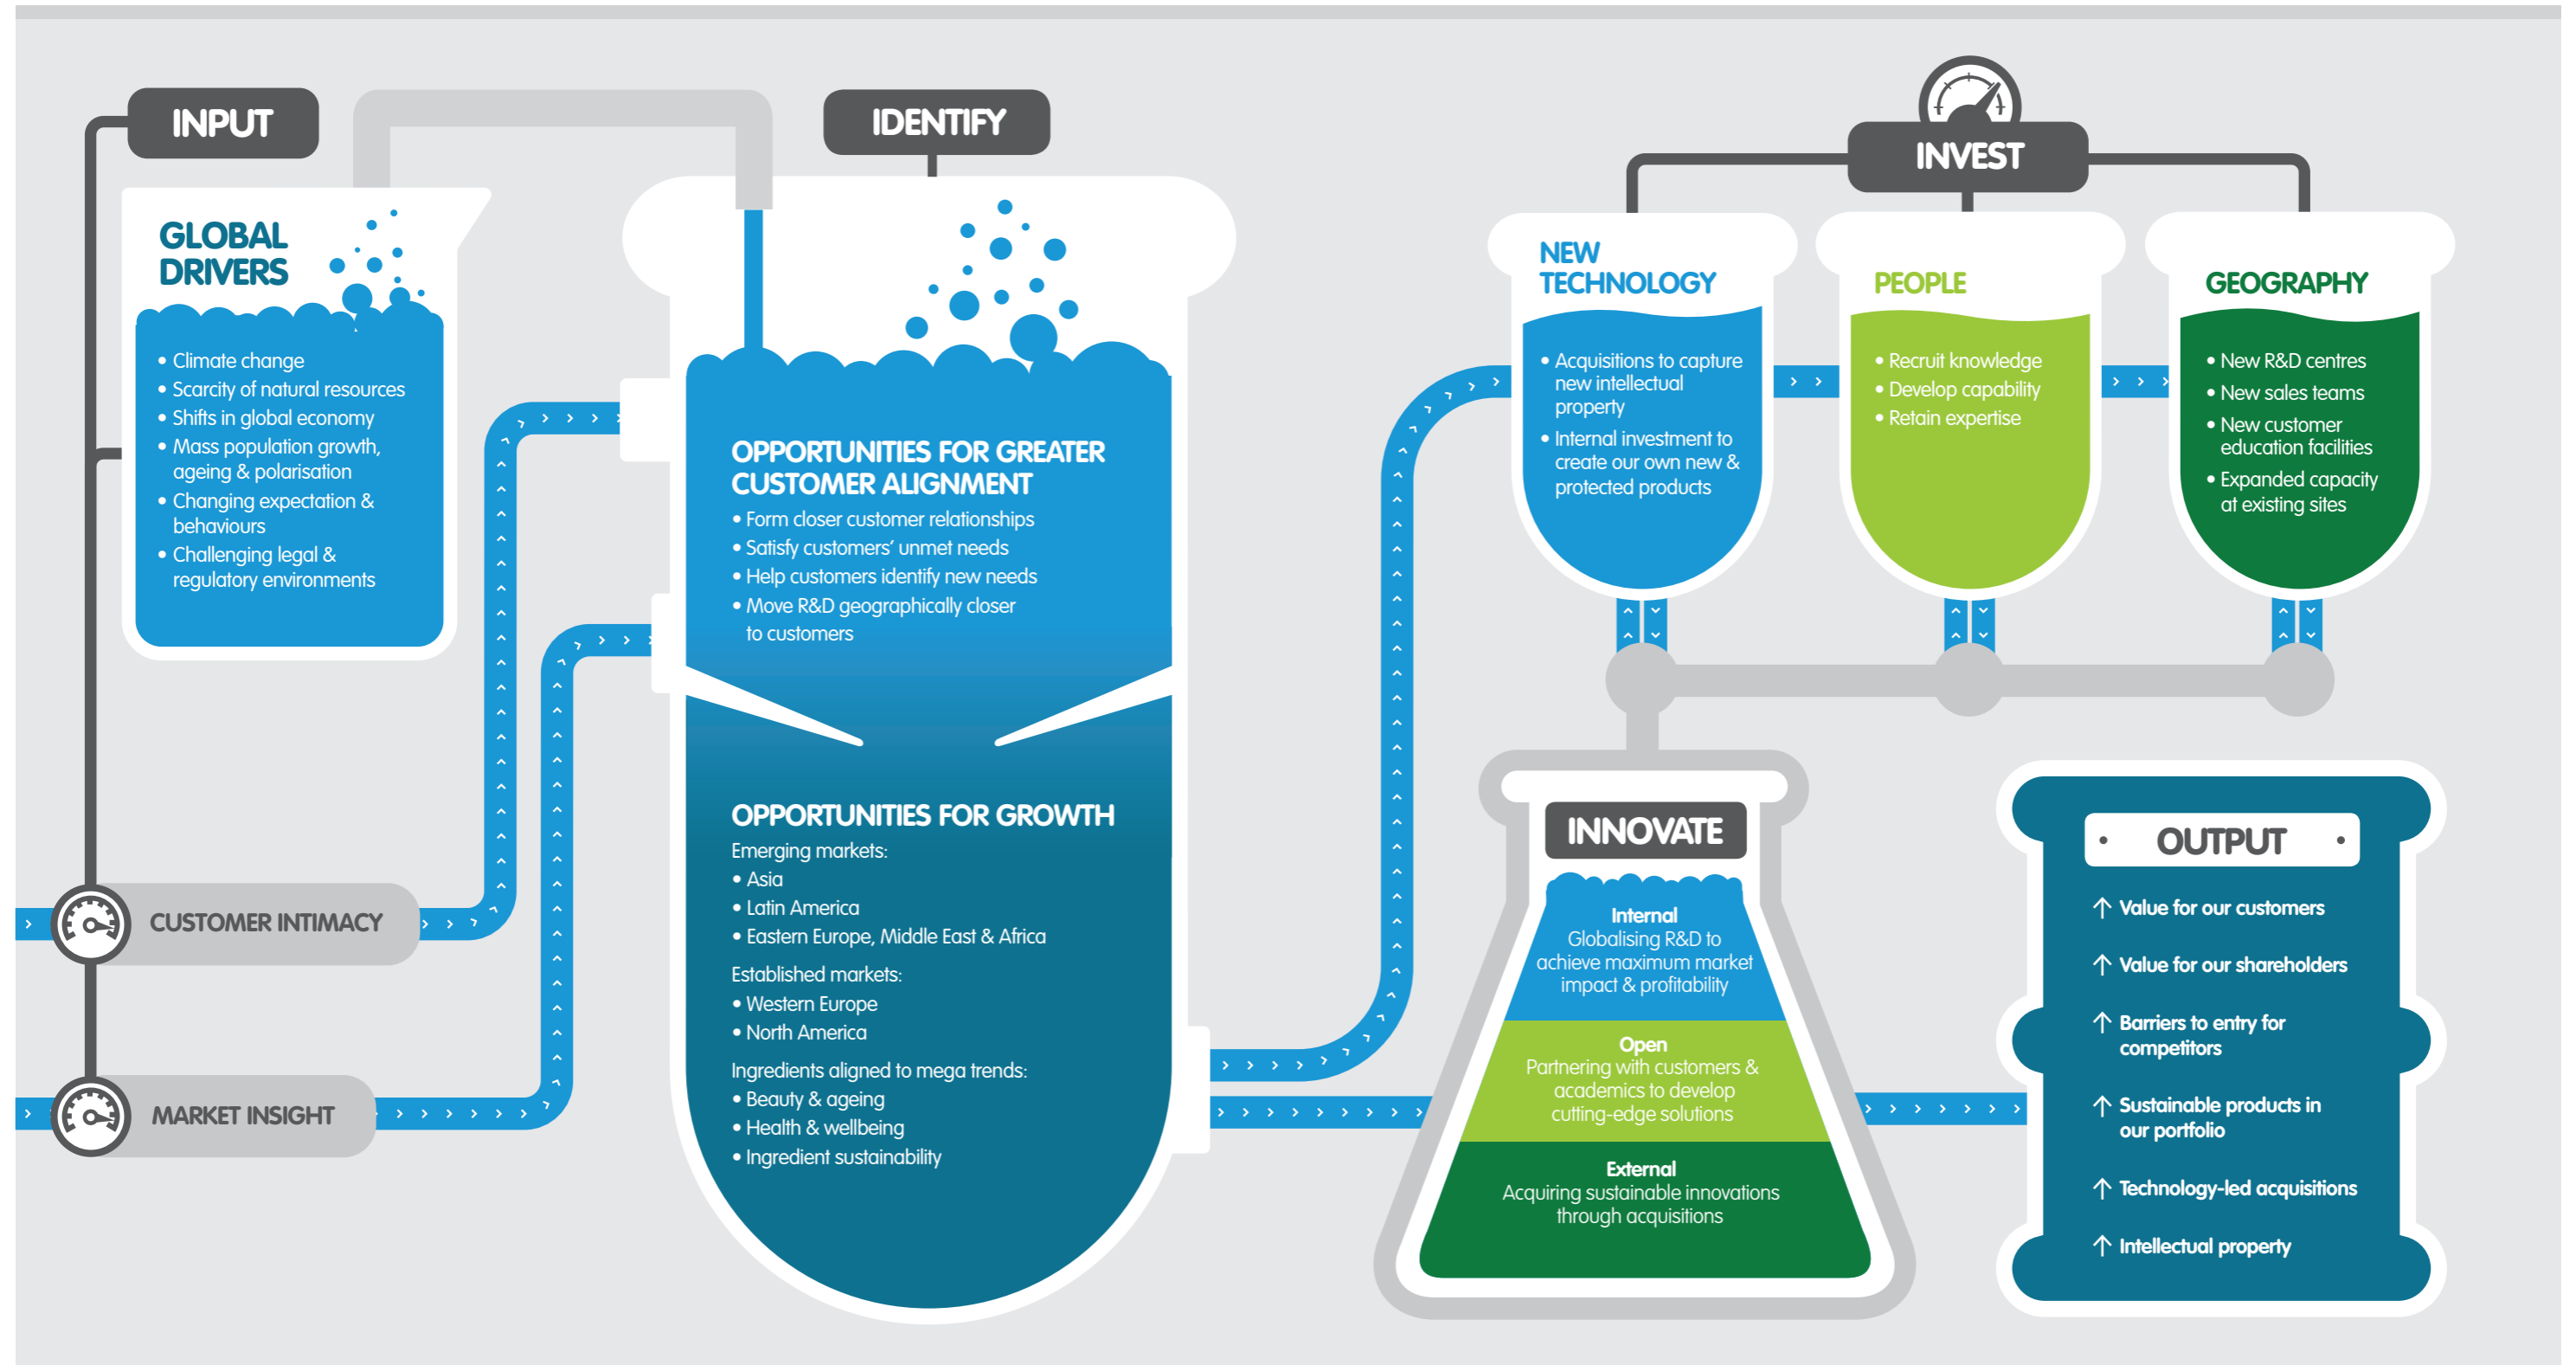 INPUT
GLOBAL
DRIVERS
• Climate change
• Scarcity of natural resources
• Shifts in global economy
• Mass population growth,
ageing & polarisation
• Changing expectation &
behaviours
• Challenging legal &
regulatory environments
CUSTOMER INTIMACY
MARKET INSIGHT
IDENTIFY
OPPORTUNITIES FOR GREATER
CUSTOMER ALIGNMENT
• Form closer customer relationships
• Satisfy customers’ unmet needs
• Help customers identify new needs
• Move R&D geographically closer
to customers
OPPORTUNITIES FOR GROWTH
Emerging markets:
• Asia
• Latin America
• Eastern Europe, Middle East & Africa
Established markets:
• Western Europe
• North America
Ingredients aligned to mega trends:
• Beauty & ageing
• Health & wellbeing
• Ingredient sustainability
INVEST
NEW
TECHNOLOGY
• Acquisitions to capture
new intellectual
property
• Internal investment to
create our own new &
protected products
PEOPLE
• Recruit knowledge
• Develop capability
• Retain expertise
GEOGRAPHY
• New R&D centres
• New sales teams
• New customer
education facilities
• Expanded capacity
at existing sites
INNOVATE
Internal
Globalising R&D to
achieve maximum market
impact & profitability
Open
Partnering with customers &
academics to develop
cutting-edge solutions
External
Acquiring sustainable innovations
through acquisitions
OUTPUT
↑ Value for our customers
↑ Value for our shareholders
↑ Barriers to entry for
competitors
↑ Sustainable products in
our portfolio
↑ Technology-led acquisitions
↑ Intellectual property